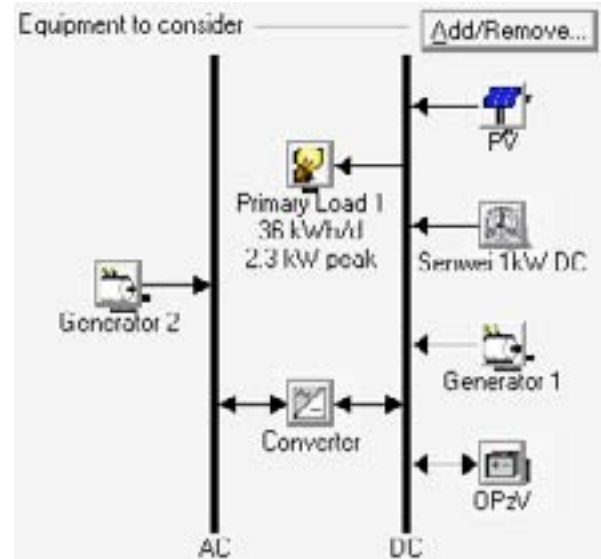 Equipment to consider
Add/Remove...
PV
Primary Load 1
36 kWh/d
2.3 kW peak
Senwei 1kW DC
Generator 2
Generator 1
Converter
OPzV
AC
DC